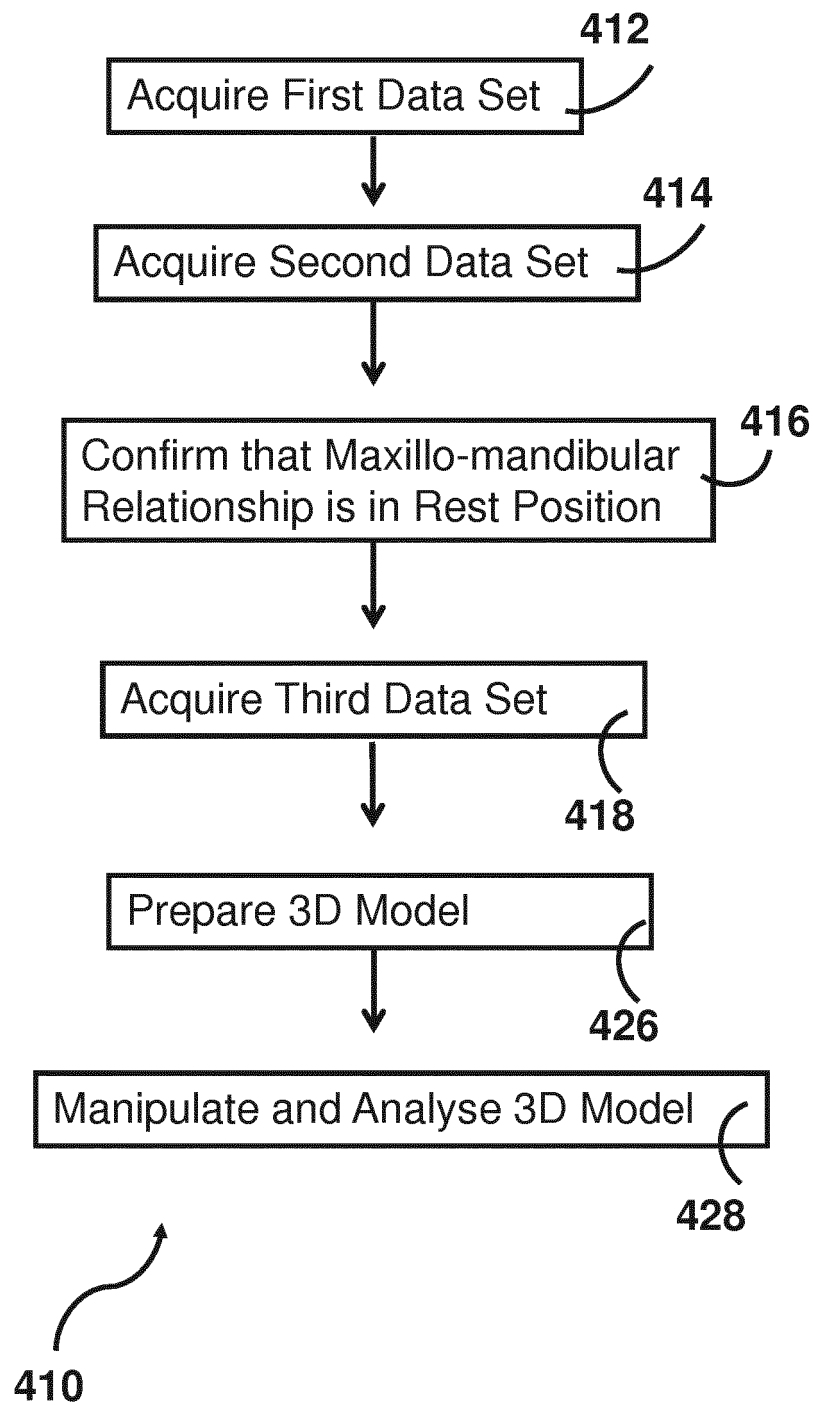 412
Acquire First Data Set
414
Acquire Second Data Set
416
Confirm that Maxillo-mandibular
Relationship is in Rest Position
Acquire Third Data Set
418
Prepare 3D Model
426
Manipulate and Analyse 3D Model
428
410